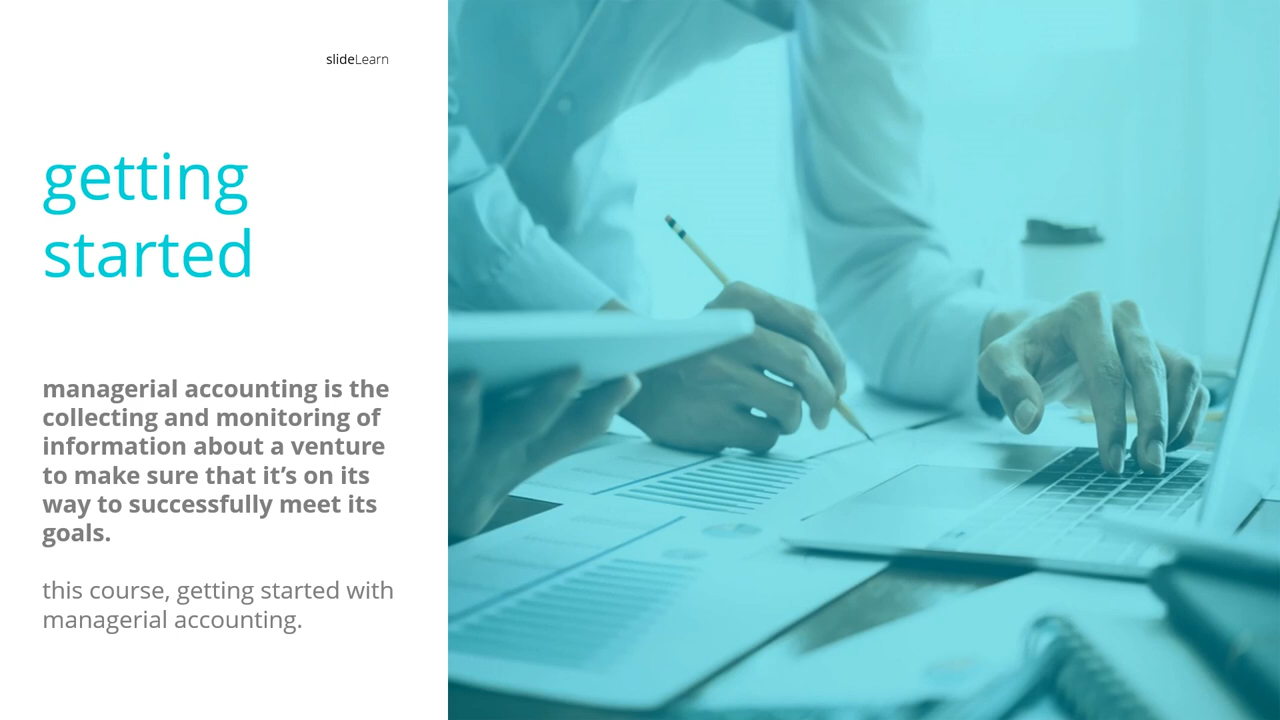 slideLearn
getting
started
managerial accounting is the
collecting and monitoring of
information about a venture
to make sure that it’s on its
way to successfully meet its
goals.
this course, getting started with
managerial accounting.